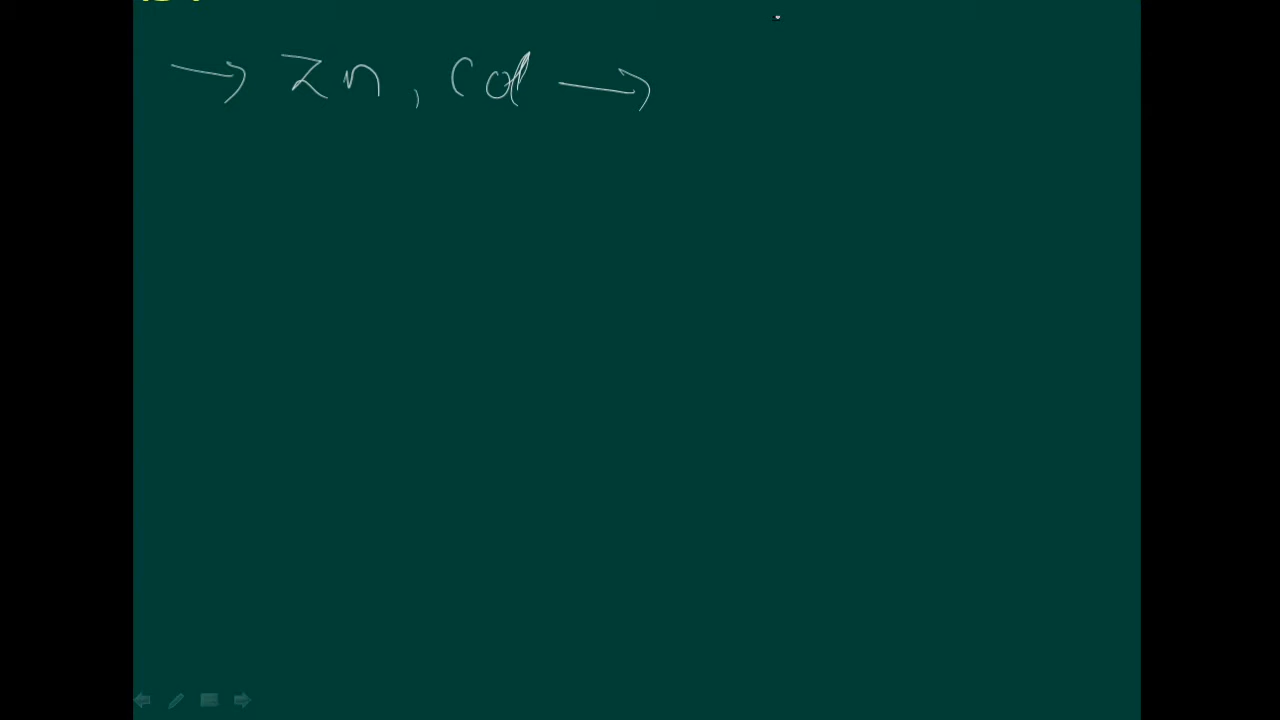 → Zn, Cd →